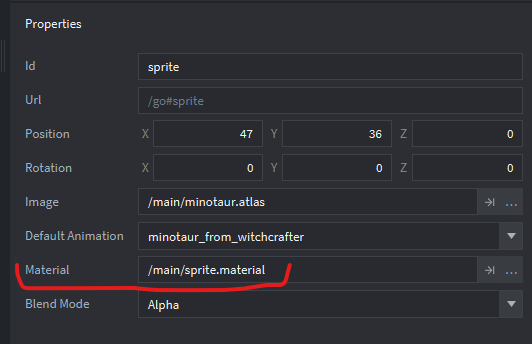 Properties
Id sprite
Url /go#sprite
Position X 47 Y 36 Z 0
Rotation X 0 Y 0 Z 0
Image /main/minotaur.atlas ...
Default Animation minotaur_from_witchcrafter
Material /main/sprite.material ...
Blend Mode Alpha